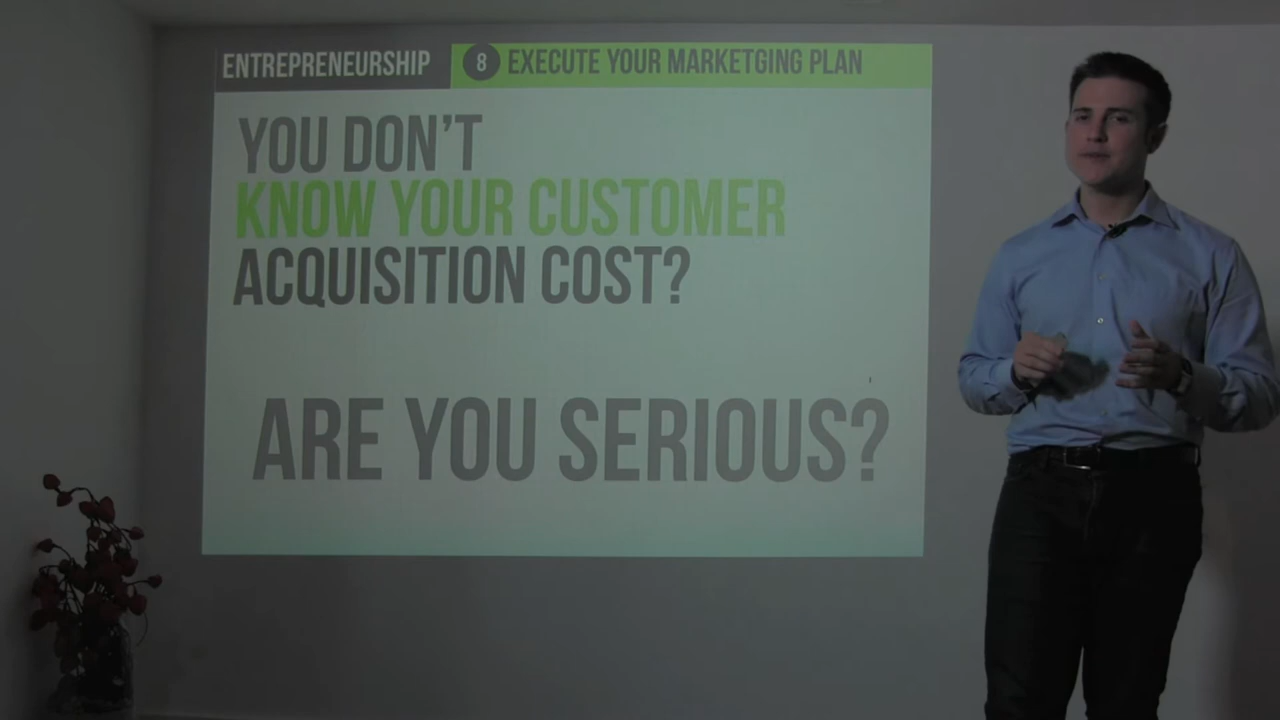 ENTREPRENEURSHIP 8 EXECUTE YOUR MARKETGING PLAN
YOU DON'T
KNOW YOUR CUSTOMER
ACQUISITION COST?
ARE YOU SERIOUS?